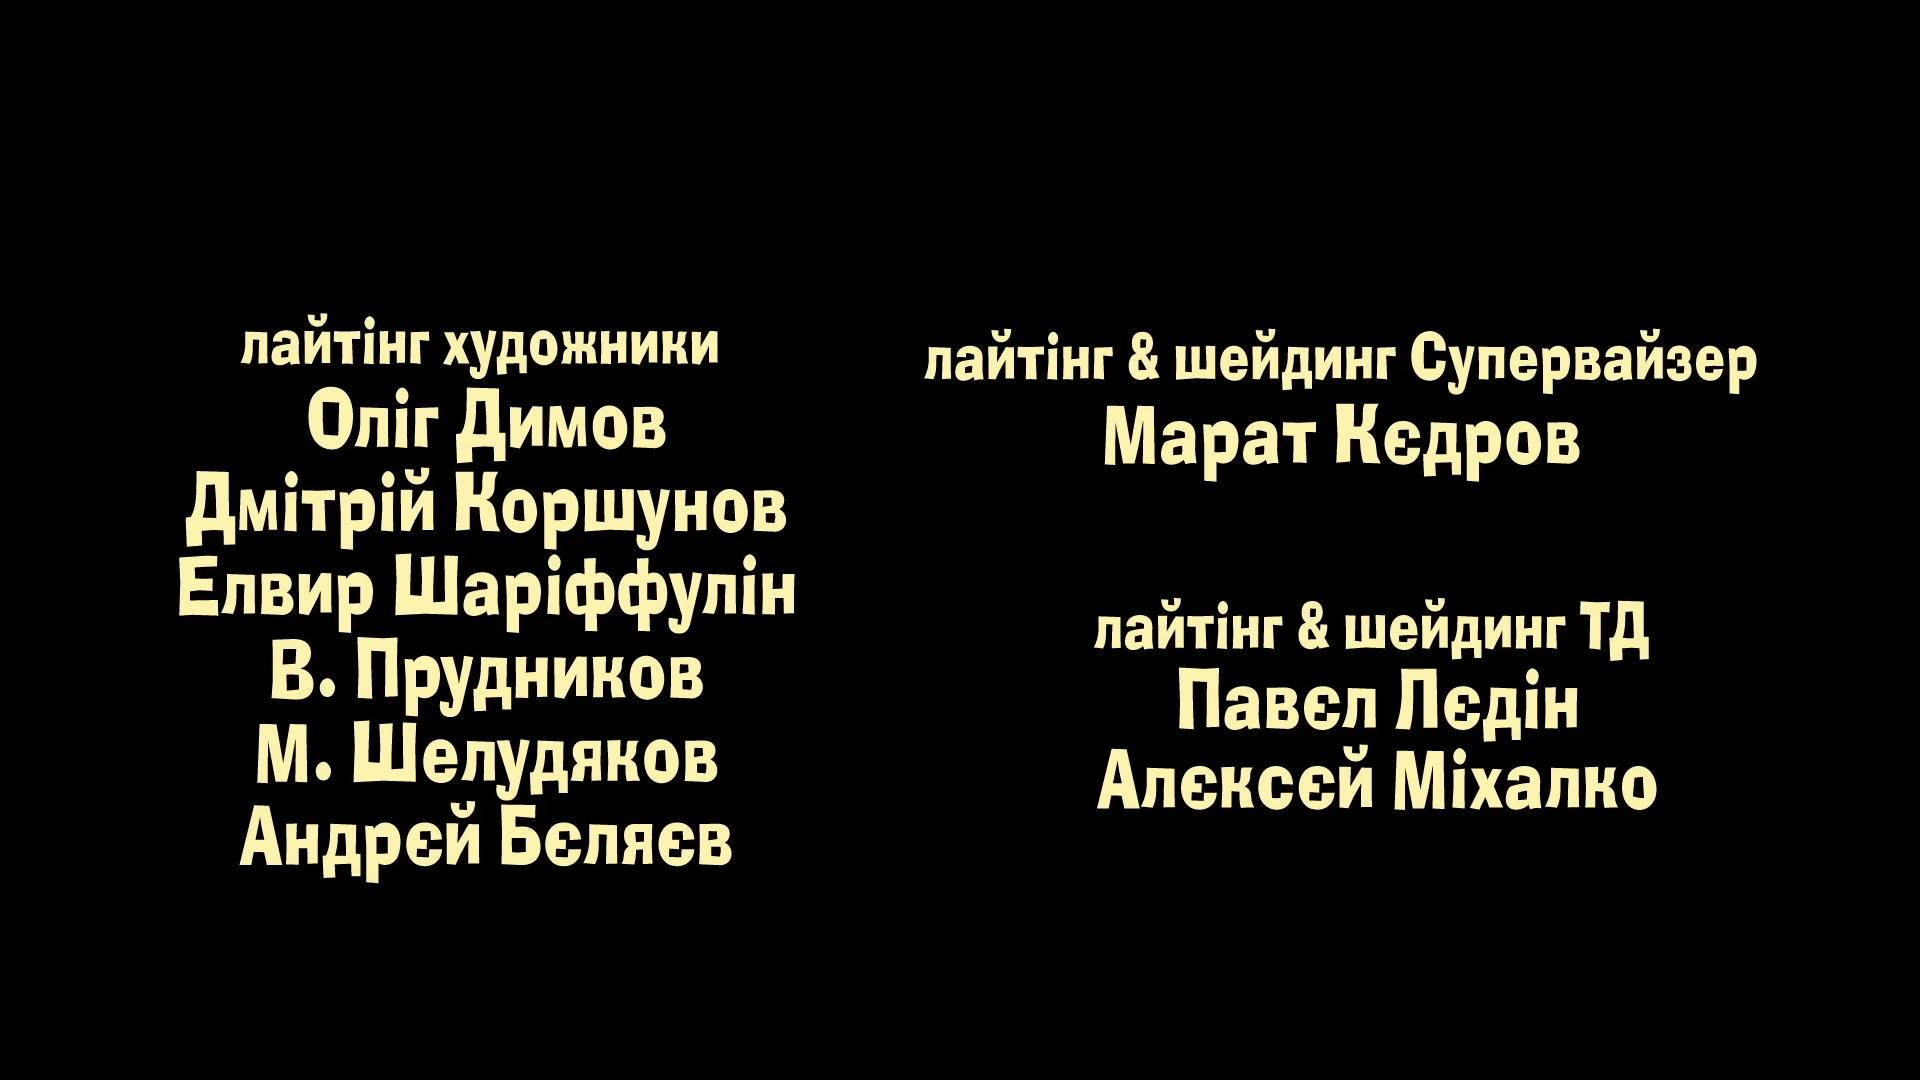 лайтінг художники
Оліг Димов
Дмітрій Коршунов
Елвир Шаріффулін
В. Прудников
М. Шелудяков
Андрєй Бєляєв
лайтінг & шейдинг Супервайзер
Марат Кєдров
лайтінг & шейдинг ТД
Павєл Лєдін
Алєксєй Міхалко